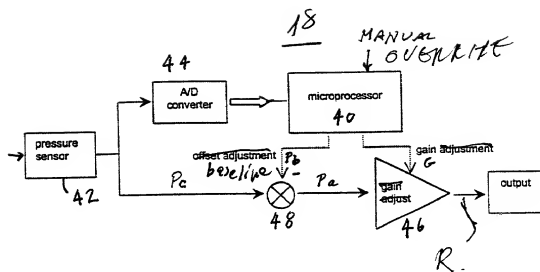 18
MANUAL
OVERRIDE
44
A/D
converter
microprocessor
40
pressure
sensor
42
offset adjustment
baseline
Pb
-
gain adjustment
G
Pc
48
Pa
gain
adjust
46
R
output